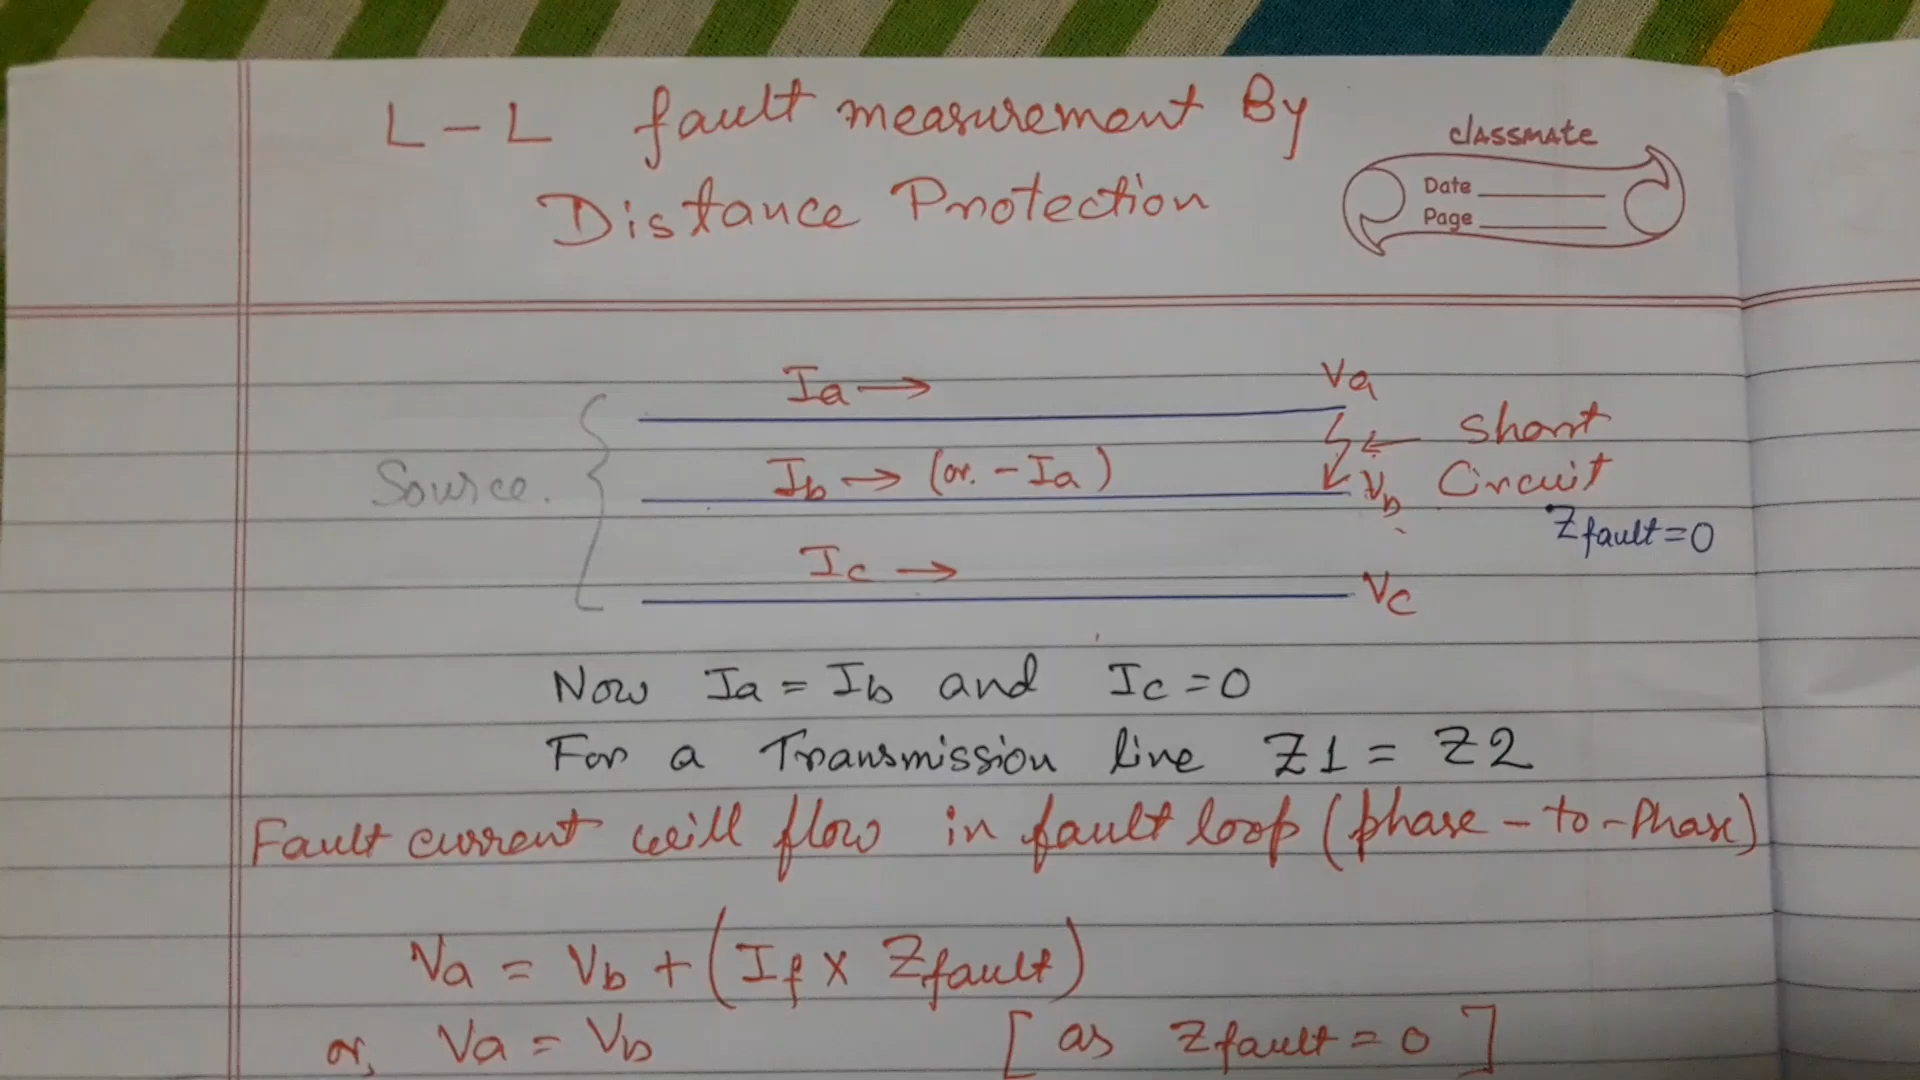 L-L fault measurement By
Distance Protection
classmate
Date
Page
Ia→
Va
← Short
Circuit
Source.
Ib→ (or. -Ia)
Vb
Zfault=0
Ic→
Vc
Now Ia = Ib and Ic=0
For a Transmission line Z1 = Z2
Fault current will flow in fault loop (phase-to-Phase)
Va = Vb + (If x Zfault)
or, Va = Vb [as Zfault=0]